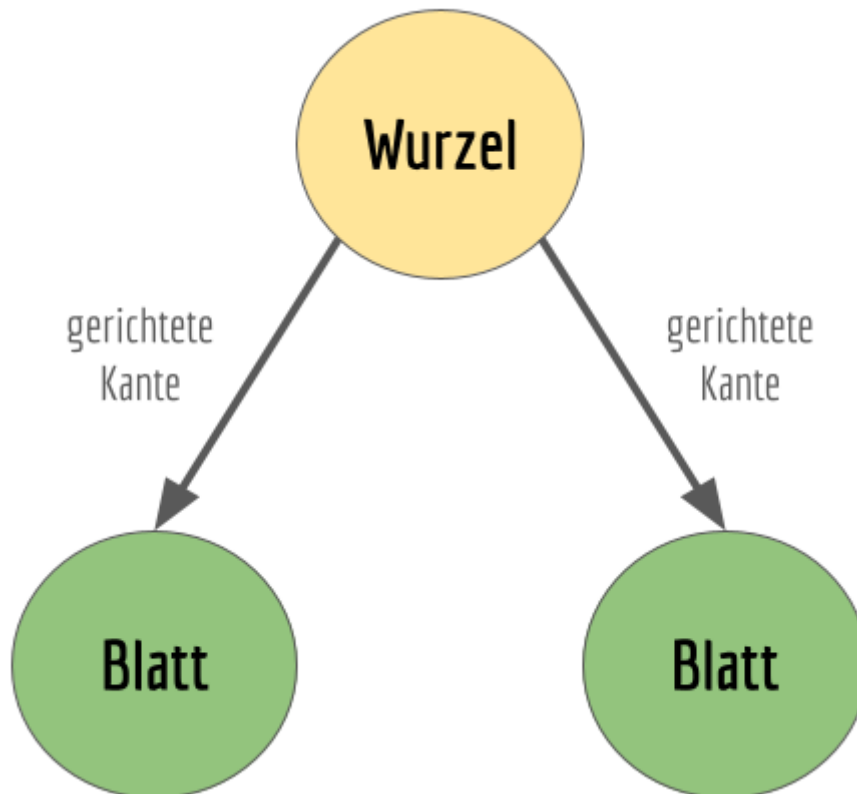 Wurzel
gerichtete
Kante
gerichtete
Kante
Blatt
Blatt